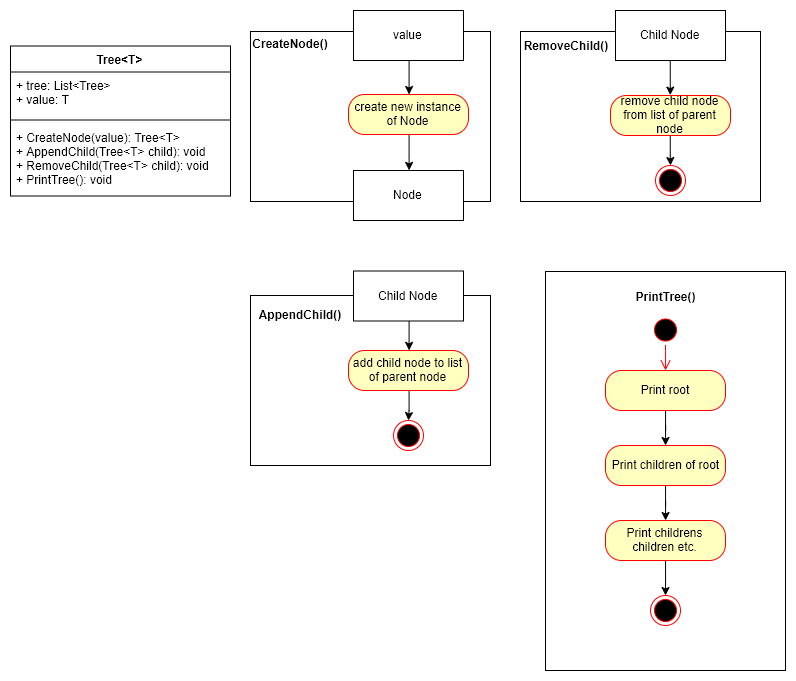 Tree<T>
+ tree: List<Tree>
+ value: T
+ CreateNode(value): Tree<T>
+ AppendChild(Tree<T> child): void
+ RemoveChild(Tree<T> child): void
+ PrintTree(): void
CreateNode()
value
create new instance
of Node
Node
RemoveChild()
Child Node
remove child node
from list of parent
node
AppendChild()
Child Node
add child node to list
of parent node
PrintTree()
Print root
Print children of root
Print childrens
children etc.